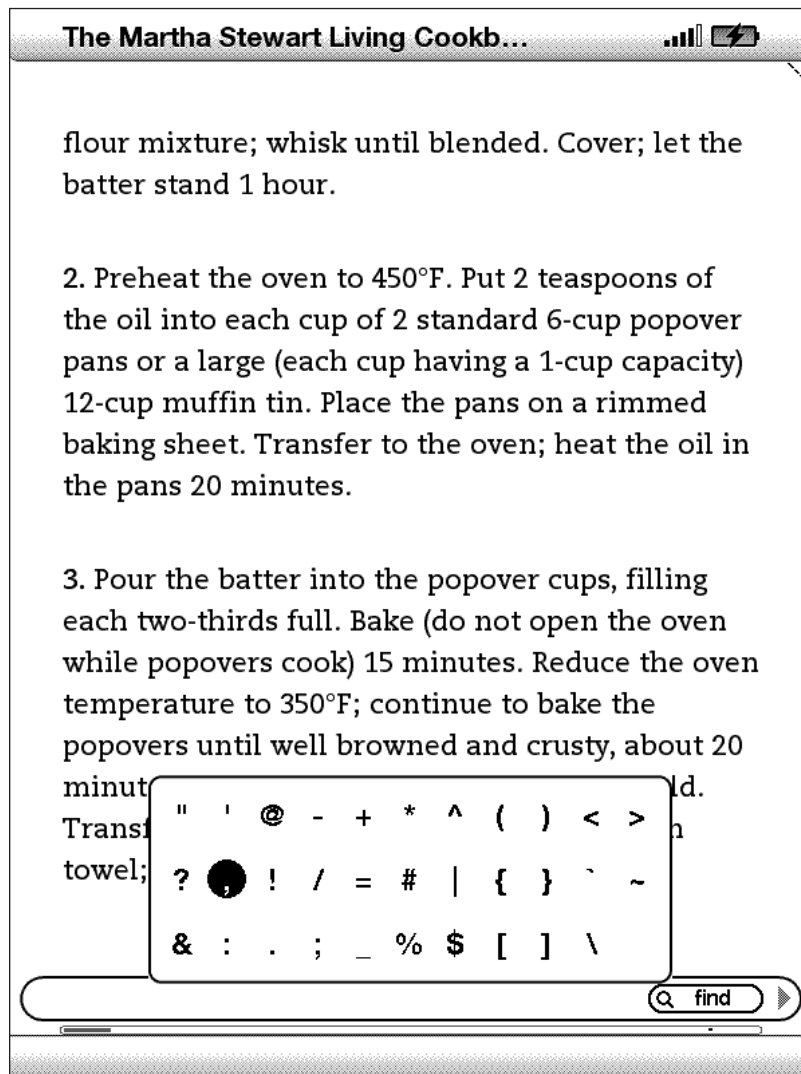 The Martha Stewart Living Cookb...
flour mixture; whisk until blended. Cover; let the
batter stand 1 hour.
2. Preheat the oven to 450°F. Put 2 teaspoons of
the oil into each cup of 2 standard 6-cup popover
pans or a large (each cup having a 1-cup capacity)
12-cup muffin tin. Place the pans on a rimmed
baking sheet. Transfer to the oven; heat the oil in
the pans 20 minutes.
3. Pour the batter into the popover cups, filling
each two-thirds full. Bake (do not open the oven
while popovers cook) 15 minutes. Reduce the oven
temperature to 350°F; continue to bake the
popovers until well browned and crusty, about 20
towel;
" ' @ - + * ^ ( ) < >
? , ! / = # | { } ` ~
& : . ; _ % $ [ ] \
find